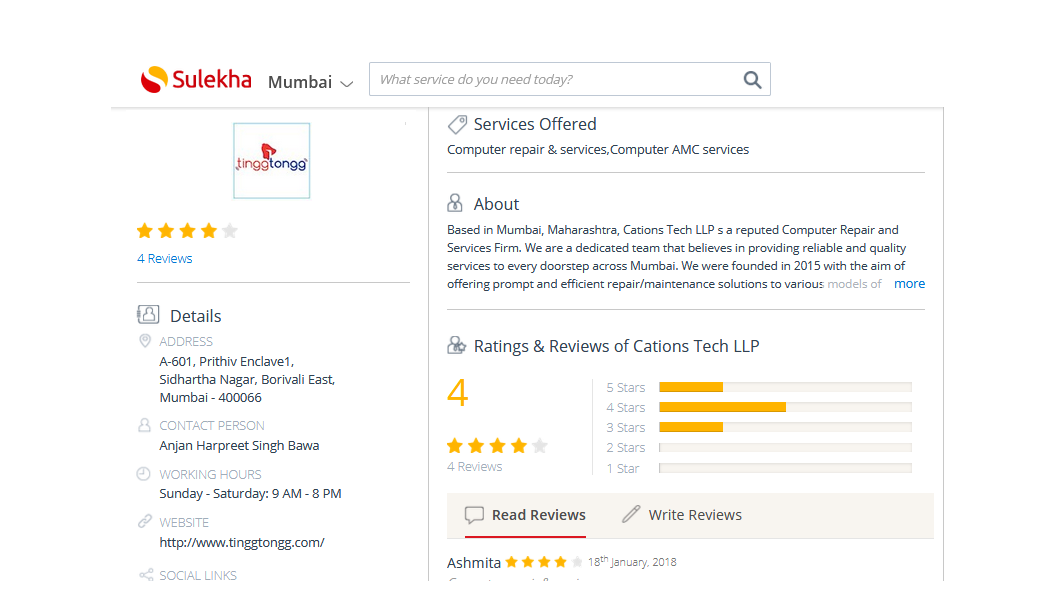 Sulekha Mumbai What service do you need today?
tinggtongg
4 Reviews
Details
ADDRESS
A-601, Prithiv Enclave1,
Sidhartha Nagar, Borivali East,
Mumbai - 400066
CONTACT PERSON
Anjan Harpreet Singh Bawa
WORKING HOURS
Sunday - Saturday: 9 AM - 8 PM
WEBSITE
http://www.tinggtongg.com/
SOCIAL LINKS
Services Offered
Computer repair & services,Computer AMC services
About
Based in Mumbai, Maharashtra, Cations Tech LLP s a reputed Computer Repair and
Services Firm. We are a dedicated team that believes in providing reliable and quality
services to every doorstep across Mumbai. We were founded in 2015 with the aim of
offering prompt and efficient repair/maintenance solutions to various models of more
Ratings & Reviews of Cations Tech LLP
4
4 Reviews
5 Stars
4 Stars
3 Stars
2 Stars
1 Star
Read Reviews Write Reviews
Ashmita 18th January, 2018